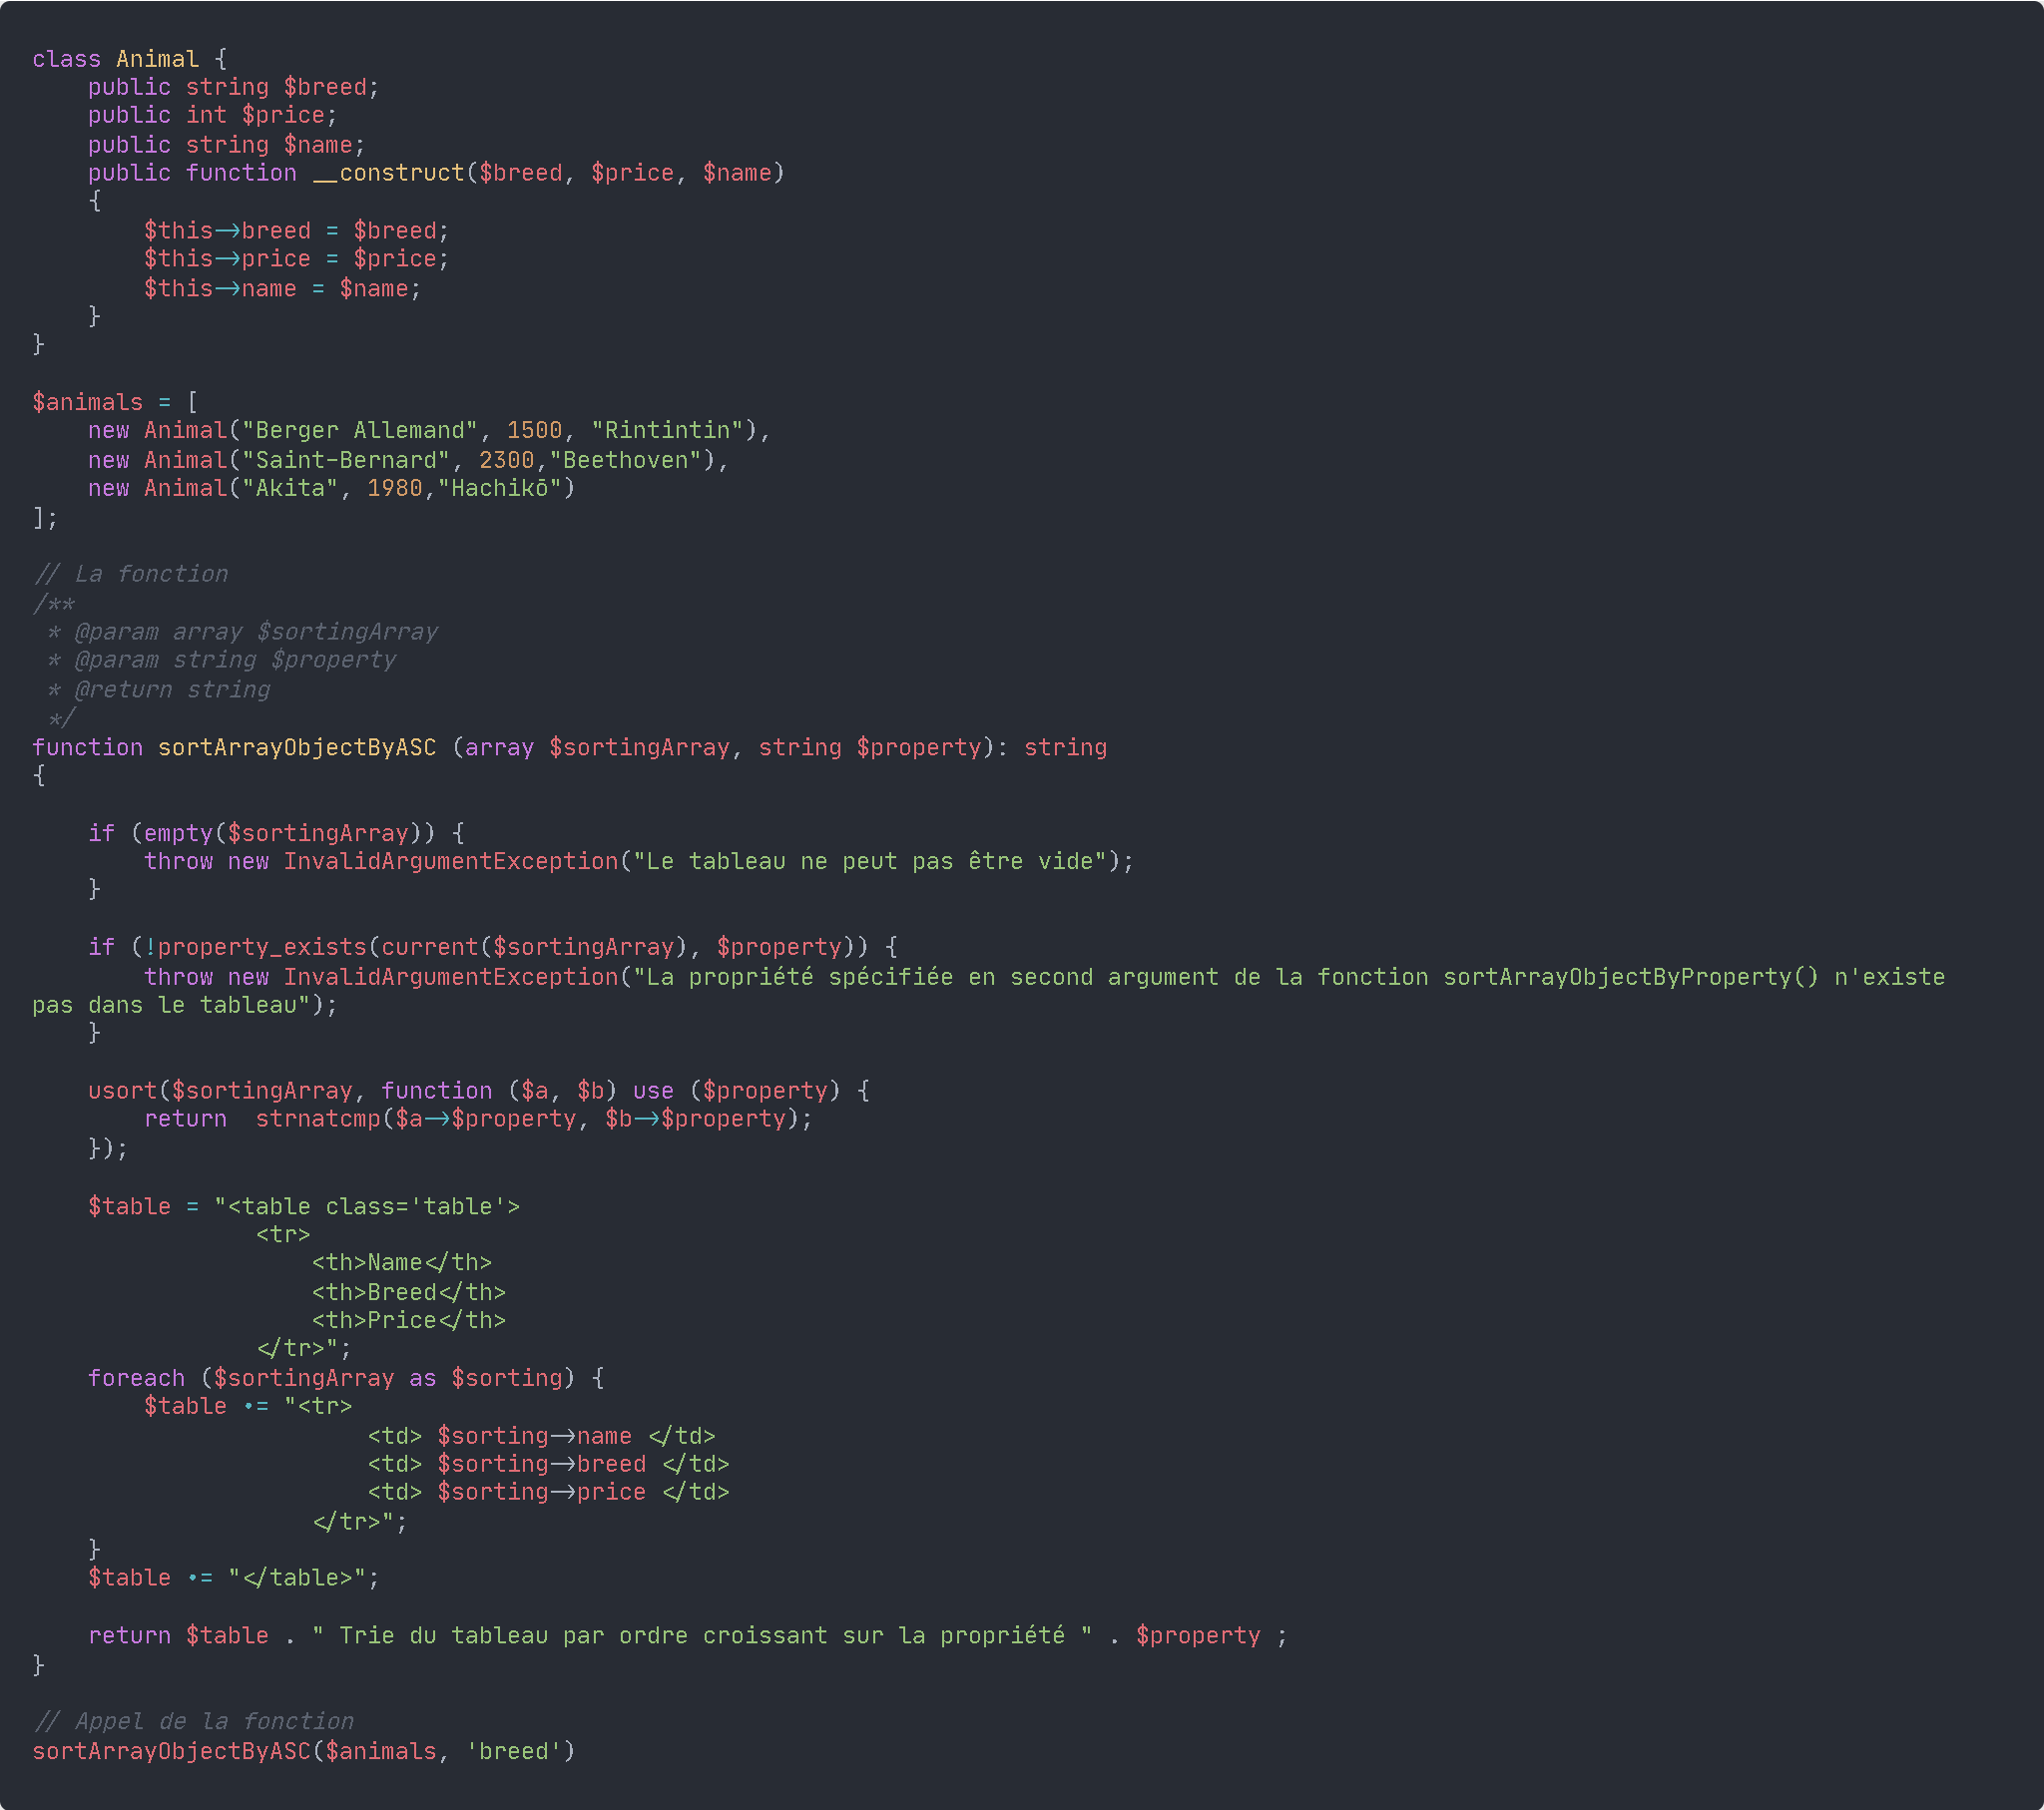 class Animal {
    public string $breed;
    public int $price;
    public string $name;
    public function __construct($breed, $price, $name)
    {
        $this->breed = $breed;
        $this->price = $price;
        $this->name = $name;
    }
}

$animals = [
    new Animal("Berger Allemand", 1500, "Rintintin"),
    new Animal("Saint-Bernard", 2300,"Beethoven"),
    new Animal("Akita", 1980,"Hachikō")
];

// La fonction
/**
 * @param array $sortingArray
 * @param string $property
 * @return string
 */
function sortArrayObjectByASC (array $sortingArray, string $property): string
{

    if (empty($sortingArray)) {
        throw new InvalidArgumentException("Le tableau ne peut pas être vide");
    }

    if (!property_exists(current($sortingArray), $property)) {
        throw new InvalidArgumentException("La propriété spécifiée en second argument de la fonction sortArrayObjectByProperty() n'existe
pas dans le tableau");
    }

    usort($sortingArray, function ($a, $b) use ($property) {
        return  strnatcmp($a->$property, $b->$property);
    });

    $table = "<table class='table'>
                <tr>
                    <th>Name</th>
                    <th>Breed</th>
                    <th>Price</th>
                </tr>";
    foreach ($sortingArray as $sorting) {
        $table .= "<tr>
                        <td> $sorting->name </td>
                        <td> $sorting->breed </td>
                        <td> $sorting->price </td>
                    </tr>";
    }
    $table .= "</table>";

    return $table . " Trie du tableau par ordre croissant sur la propriété " . $property ;
}

// Appel de la fonction
sortArrayObjectByASC($animals, 'breed')